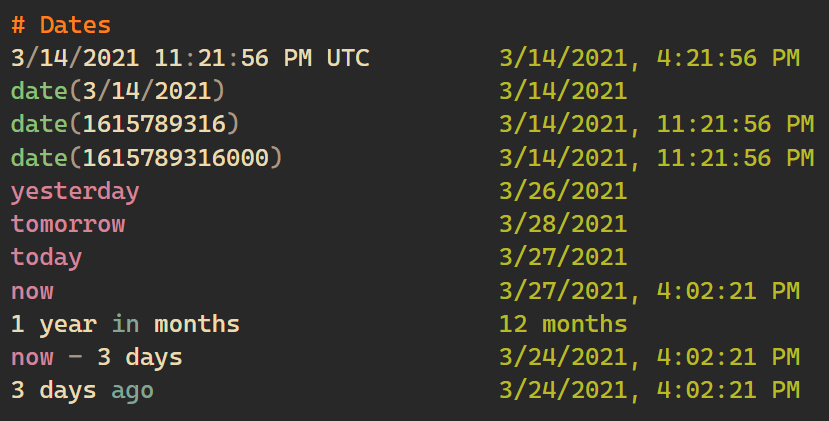 # Dates
3/14/2021 11:21:56 PM UTC 3/14/2021, 4:21:56 PM
date(3/14/2021) 3/14/2021
date(1615789316) 3/14/2021, 11:21:56 PM
date(1615789316000) 3/14/2021, 11:21:56 PM
yesterday 3/26/2021
tomorrow 3/28/2021
today 3/27/2021
now 3/27/2021, 4:02:21 PM
1 year in months 12 months
now - 3 days 3/24/2021, 4:02:21 PM
3 days ago 3/24/2021, 4:02:21 PM